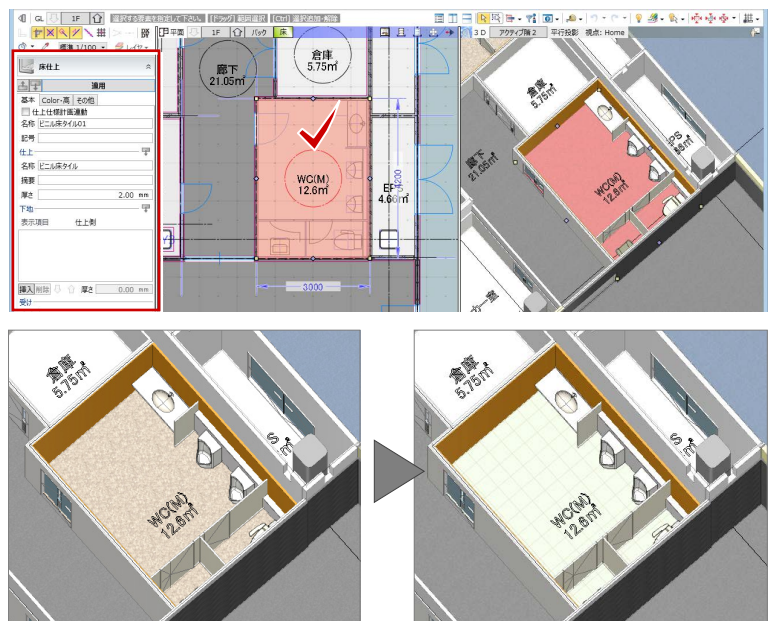 GL 1F 選択する要素を指定して下さい。 [ドラッグ] 範囲選択 [Ctrl] 選択追加・解除
標準 1/100 レイヤー
平面 1F バック 床
3D アクティブ階 2 平行投影 視点: Home
床仕上
適用
基本 Color・高 その他
仕上仕様計画連動
名称 ビニル床タイル01
記号
仕上
名称 ビニル床タイル
摘要
厚さ 2.00 mm
下地
表示項目 仕上側
挿入 削除 厚さ 0.00 mm
受け
廊下
21.05㎡
倉庫
5.75㎡
WC(M)
12.6㎡
4200
4.66㎡
3000
倉庫
5.75㎡
廊下
21.05㎡
WC(M)
12.6㎡
倉庫
5.75㎡
WC(M)
12.6㎡
倉庫
5.75㎡
WC(M)
12.6㎡